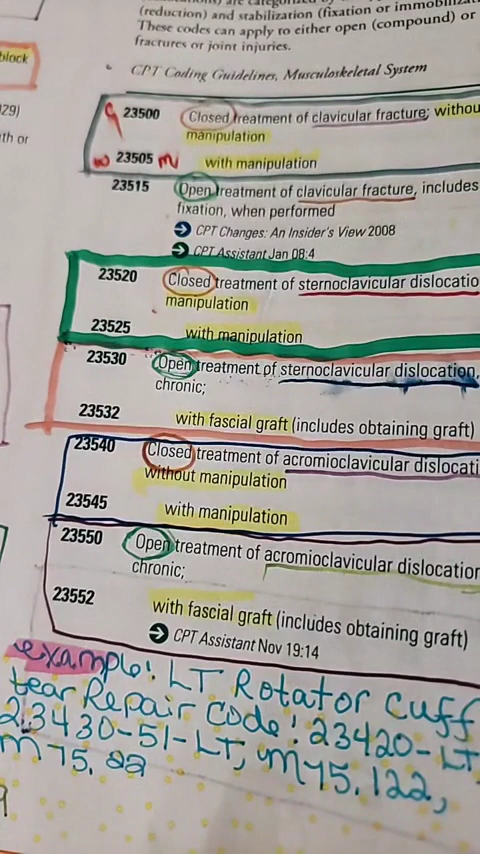 (reduction) and stabilization (fixation or
These codes can apply to either open (compound) or
fractures or joint injuries.
block
CPT Coding Guidelines, Musculoskeletal System
29)
th or
23500 Closed treatment of clavicular fracture; withou
manipulation
23505 m with manipulation
23515 Open treatment of clavicular fracture, includes
fixation, when performed
CPT Changes: An Insider's View 2008
CPT Assistant Jan 08:4
23520 Closed treatment of sternoclavicular dislocatio
manipulation
23525 with manipulation
23530 Open treatment of sternoclavicular dislocation,
chronic;
23532 with fascial graft (includes obtaining graft)
23540 Closed treatment of acromioclavicular dislocati
without manipulation
23545 with manipulation
23550 Open treatment of acromioclavicular dislocation
chronic;
23552 with fascial graft (includes obtaining graft)
CPT Assistant Nov 19:14
example: LT Rotator cuff
tear Repair Code: 23420-LT
23430-51-LT, M75.122,
M75.22